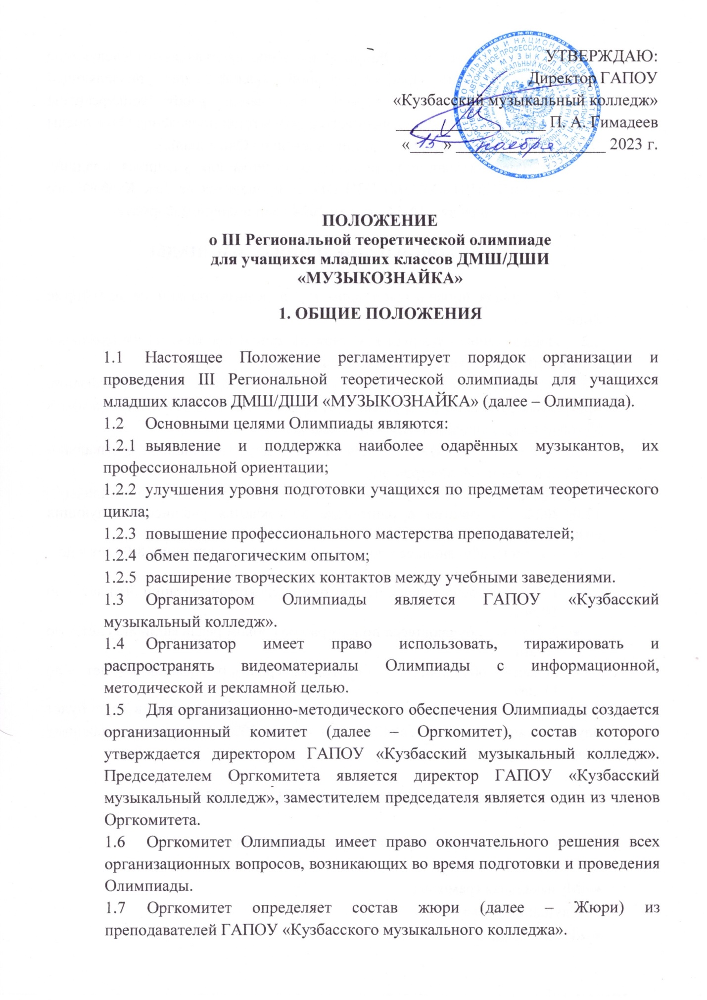 УТВЕРЖДАЮ:
Директор ГАПОУ
«Кузбасский музыкальный колледж»
П. А. Гимадеев
«15» ноября 2023 г.
ПОЛОЖЕНИЕ
о III Региональной теоретической олимпиаде
для учащихся младших классов ДМШ/ДШИ
«МУЗЫКОЗНАЙКА»
1. ОБЩИЕ ПОЛОЖЕНИЯ
1.1 Настоящее Положение регламентирует порядок организации и
проведения III Региональной теоретической олимпиады для учащихся
младших классов ДМШ/ДШИ «МУЗЫКОЗНАЙКА» (далее – Олимпиада).
1.2 Основными целями Олимпиады являются:
1.2.1 выявление и поддержка наиболее одарённых музыкантов, их
профессиональной ориентации;
1.2.2 улучшения уровня подготовки учащихся по предметам теоретического
цикла;
1.2.3 повышение профессионального мастерства преподавателей;
1.2.4 обмен педагогическим опытом;
1.2.5 расширение творческих контактов между учебными заведениями.
1.3 Организатором Олимпиады является ГАПОУ «Кузбасский
музыкальный колледж».
1.4 Организатор имеет право использовать, тиражировать и
распространять видеоматериалы Олимпиады с информационной,
методической и рекламной целью.
1.5 Для организационно-методического обеспечения Олимпиады создается
организационный комитет (далее – Оргкомитет), состав которого
утверждается директором ГАПОУ «Кузбасский музыкальный колледж».
Председателем Оргкомитета является директор ГАПОУ «Кузбасский
музыкальный колледж», заместителем председателя является один из членов
Оргкомитета.
1.6 Оргкомитет Олимпиады имеет право окончательного решения всех
организационных вопросов, возникающих во время подготовки и проведения
Олимпиады.
1.7 Оргкомитет определяет состав жюри (далее – Жюри) из
преподавателей ГАПОУ «Кузбасского музыкального колледжа».